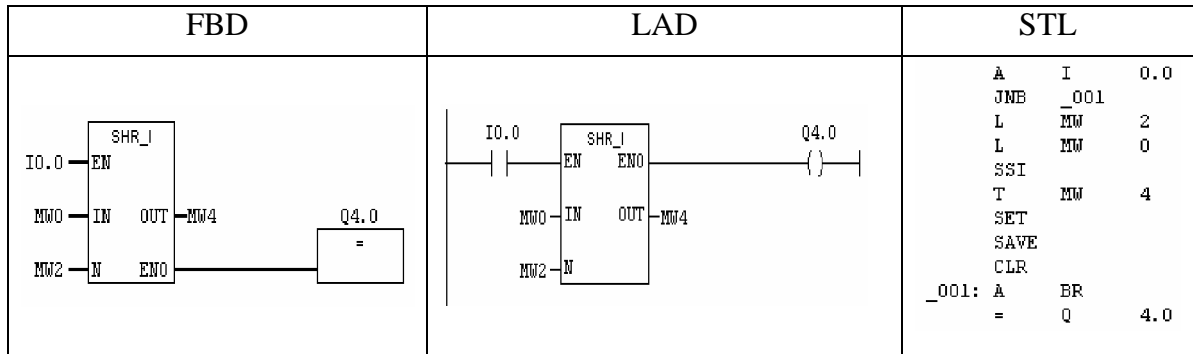 FBD
LAD
STL
SHR_I
I0.0 EN
MW0 IN OUT MW4
MW2 N ENO
Q4.0
=
I0.0
SHR_I
Q4.0
EN ENO
( )
MW0 IN OUT MW4
MW2 N
A I 0.0
JNB _001
L MW 2
L MW 0
SSI
T MW 4
SET
SAVE
CLR
_001: A BR
= Q 4.0